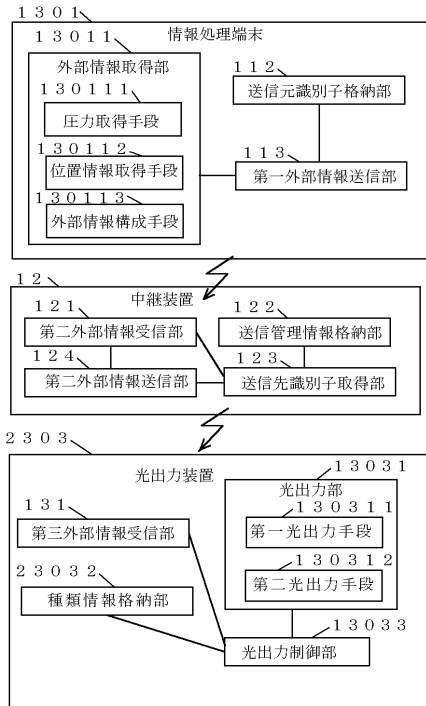 １３０１
情報処理端末
１３０１１
外部情報取得部
１３０１１１
圧力取得手段
１３０１１２
位置情報取得手段
１３０１１３
外部情報構成手段
１１２
送信元識別子格納部
１１３
第一外部情報送信部
１２
中継装置
１２１
第二外部情報受信部
１２２
送信管理情報格納部
１２４
第二外部情報送信部
１２３
送信先識別子取得部
２３０３
光出力装置
１３０３１
光出力部
１３０３１１
第一光出力手段
１３０３１２
第二光出力手段
１３１
第三外部情報受信部
２３０３２
種類情報格納部
１３０３３
光出力制御部